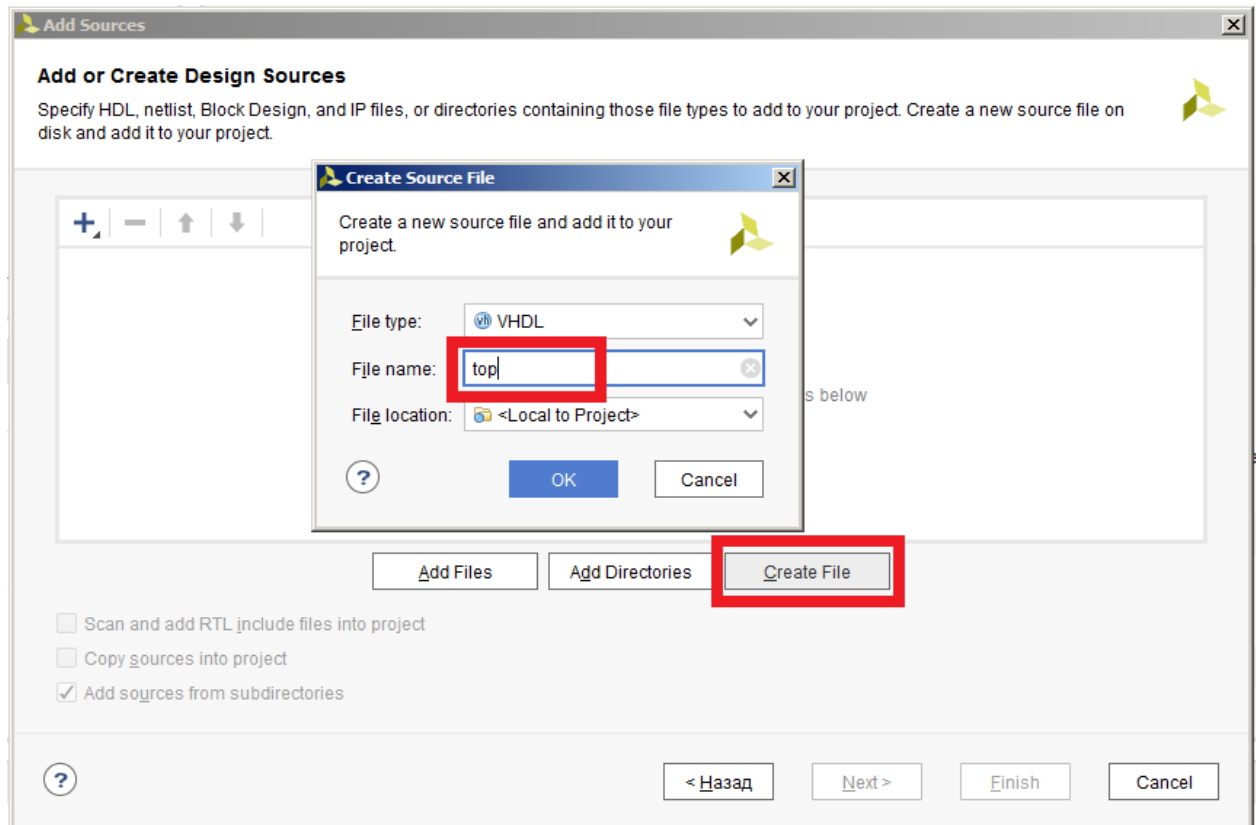 Add Sources
Add or Create Design Sources
Specify HDL, netlist, Block Design, and IP files, or directories containing those file types to add to your project. Create a new source file on
disk and add it to your project.
Create Source File
Create a new source file and add it to your
project.
File type: VHDL
File name: top
s below
File location: <Local to Project>
? OK Cancel
Add Files Add Directories Create File
Scan and add RTL include files into project
Copy sources into project
Add sources from subdirectories
? < Назад Next > Finish Cancel